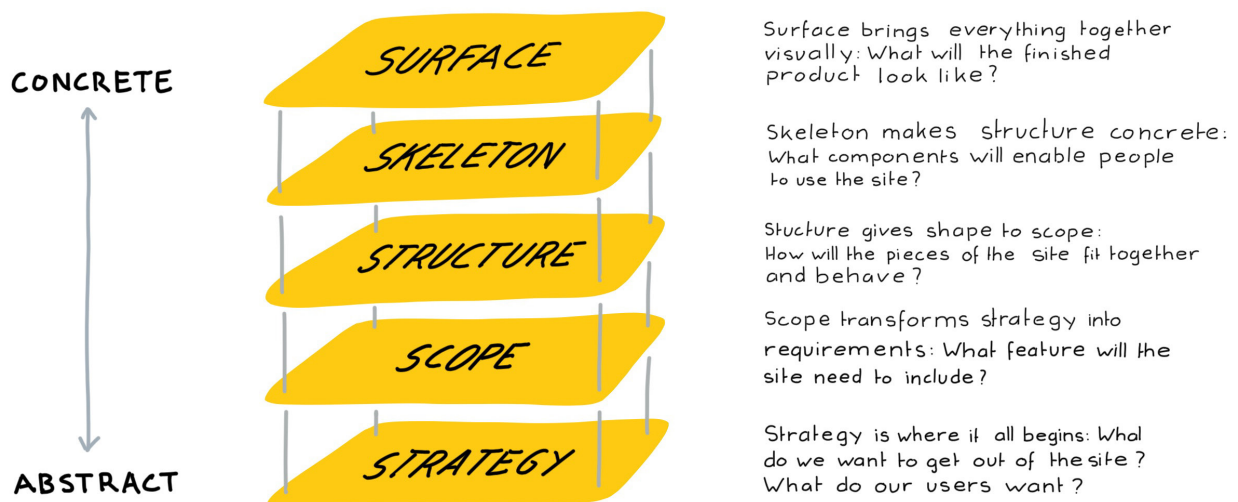 CONCRETE
ABSTRACT
SURFACE
SKELETON
STRUCTURE
SCOPE
STRATEGY
Surface brings everything together
visually: What will the finished
product look like?
Skeleton makes structure concrete:
What components will enable people
to use the site?
Stucture gives shape to scope:
How will the pieces of the site fit together
and behave?
Scope transforms strategy into
requirements: What feature will the
site need to include?
Strategy is where it all begins: What
do we want to get out of the site?
What do our users want?